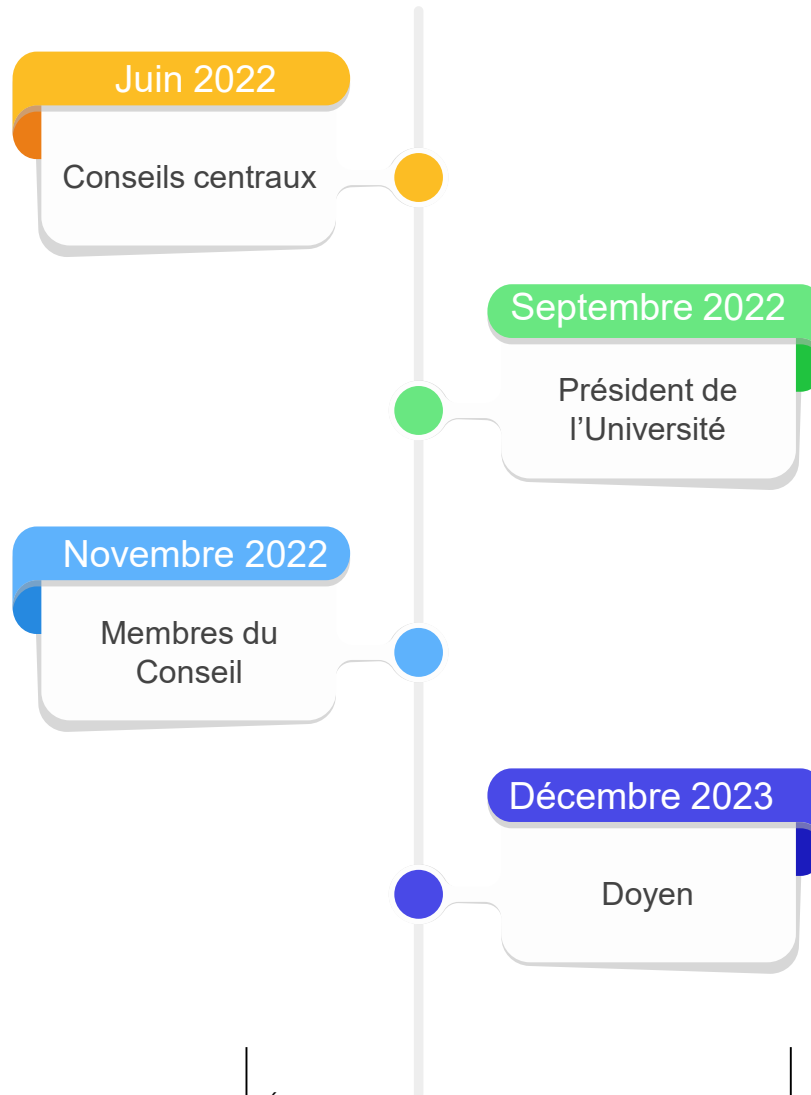 Juin 2022
Conseils centraux
Septembre 2022
Président de
l’Université
Novembre 2022
Membres du
Conseil
Décembre 2023
Doyen